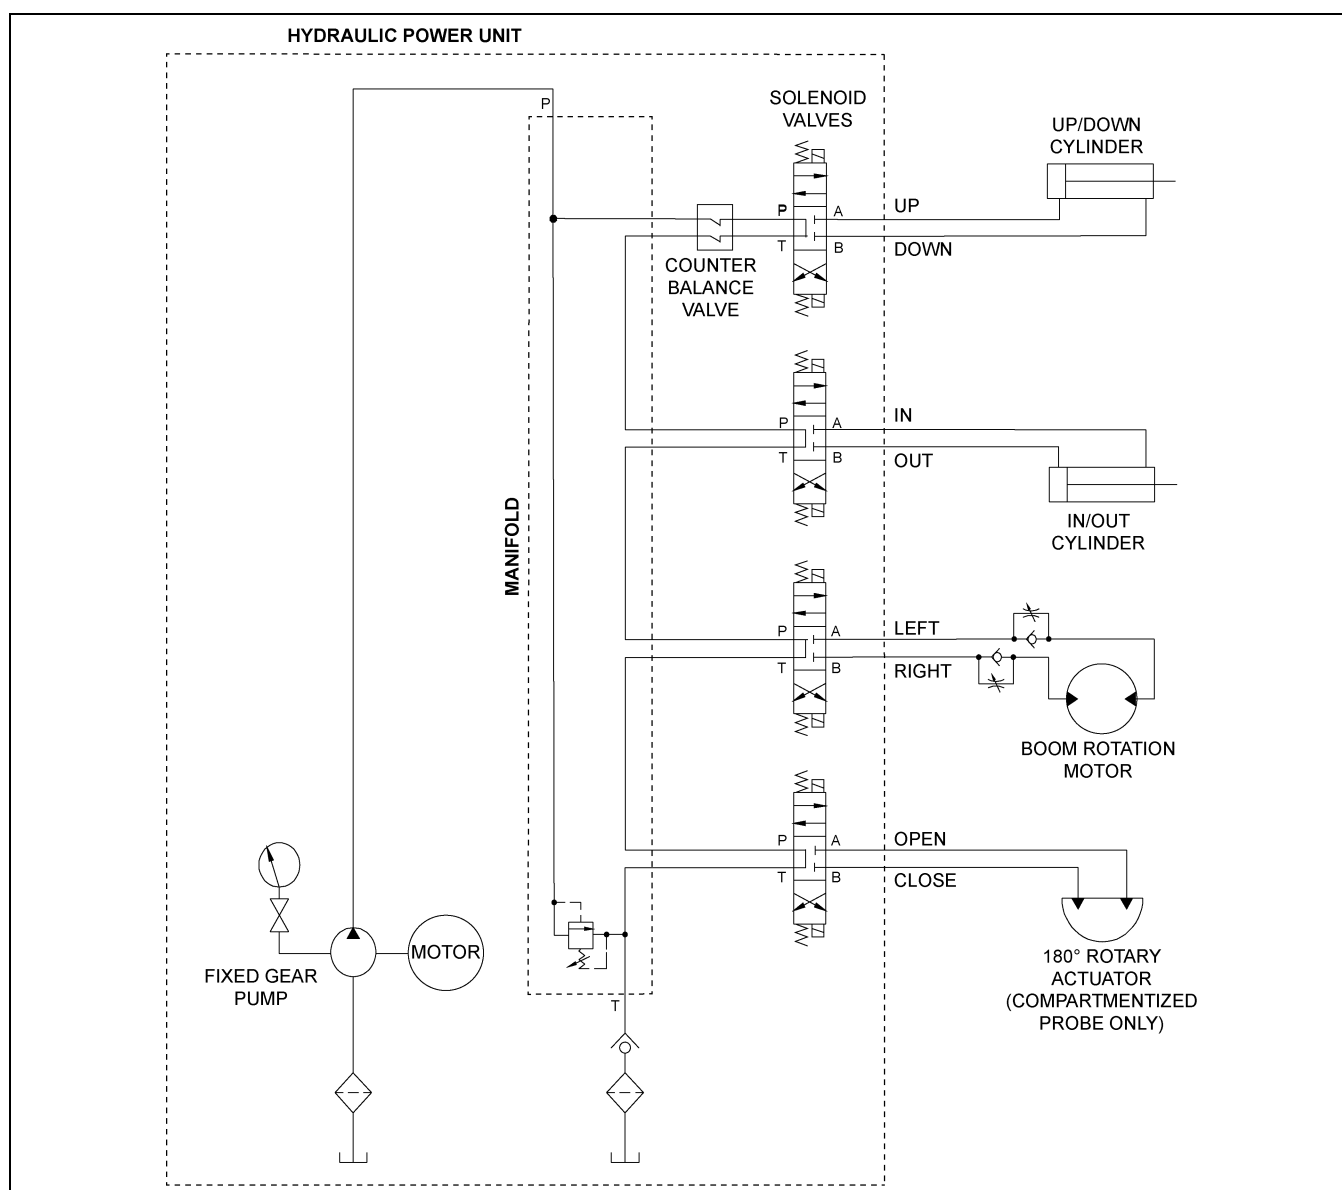 HYDRAULIC POWER UNIT
P
SOLENOID
VALVES
UP/DOWN
CYLINDER
P
A
UP
T
B
DOWN
COUNTER
BALANCE
VALVE
P
A
IN
T
B
OUT
IN/OUT
CYLINDER
MANIFOLD
P
A
LEFT
T
B
RIGHT
BOOM ROTATION
MOTOR
P
A
OPEN
T
B
CLOSE
MOTOR
FIXED GEAR
PUMP
180° ROTARY
ACTUATOR
(COMPARTMENTIZED
PROBE ONLY)
T